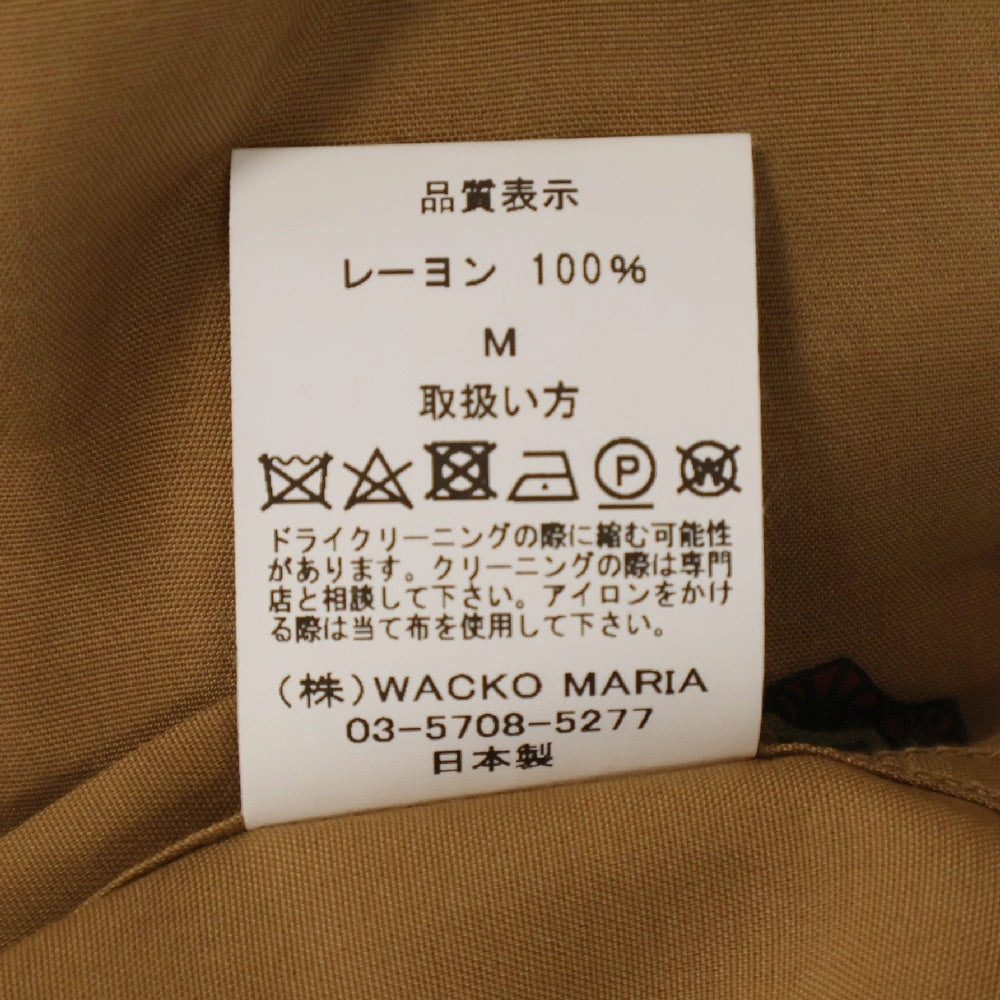 品質表示
レーヨン 100%
M
取扱い方
P
W
ドライクリーニングの際に縮む可能性
があります。クリーニングの際は専門
店と相談して下さい。アイロンをかけ
る際は当て布を使用して下さい。
(株)WACKO MARIA
03-5708-5277
日本製